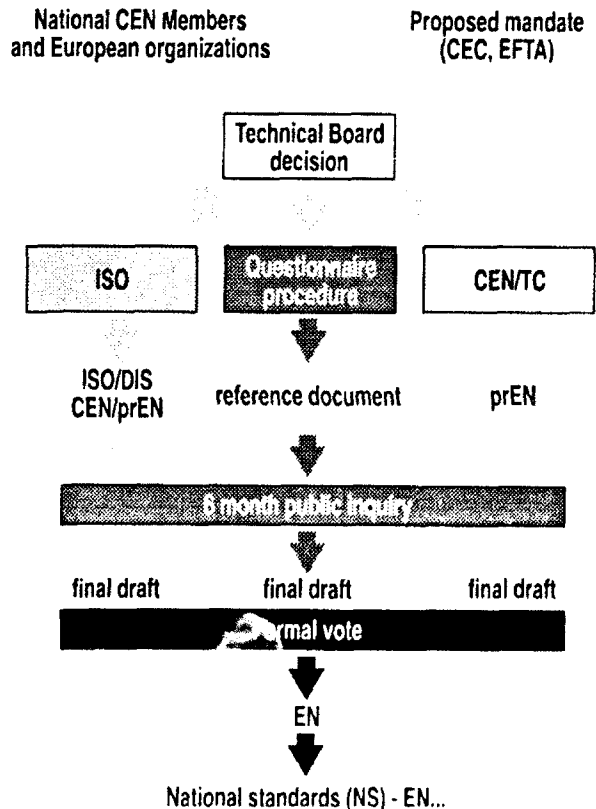 National CEN Members
and European organizations
Proposed mandate
(CEC, EFTA)
Technical Board
decision
ISO
Questionnaire
procedura
CEN/TC
ISO/DIS
CEN/prEN
reference document
prEN
6 month public inquiry
final draft
final draft
final draft
ormal vote
EN
National standards (NS) - EN...